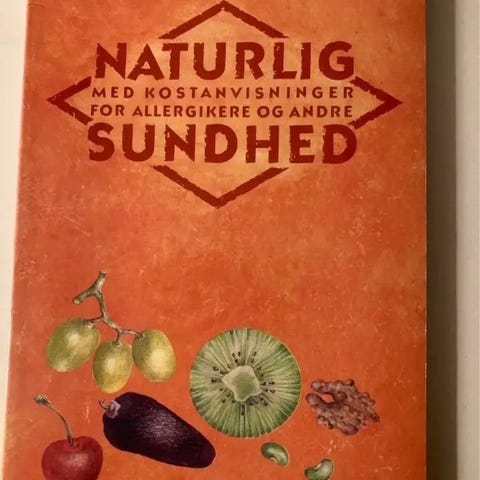 NATURLIG
MED KOSTANVISNINGER
FOR ALLERGIKERE OG ANDRE
SUNDHED